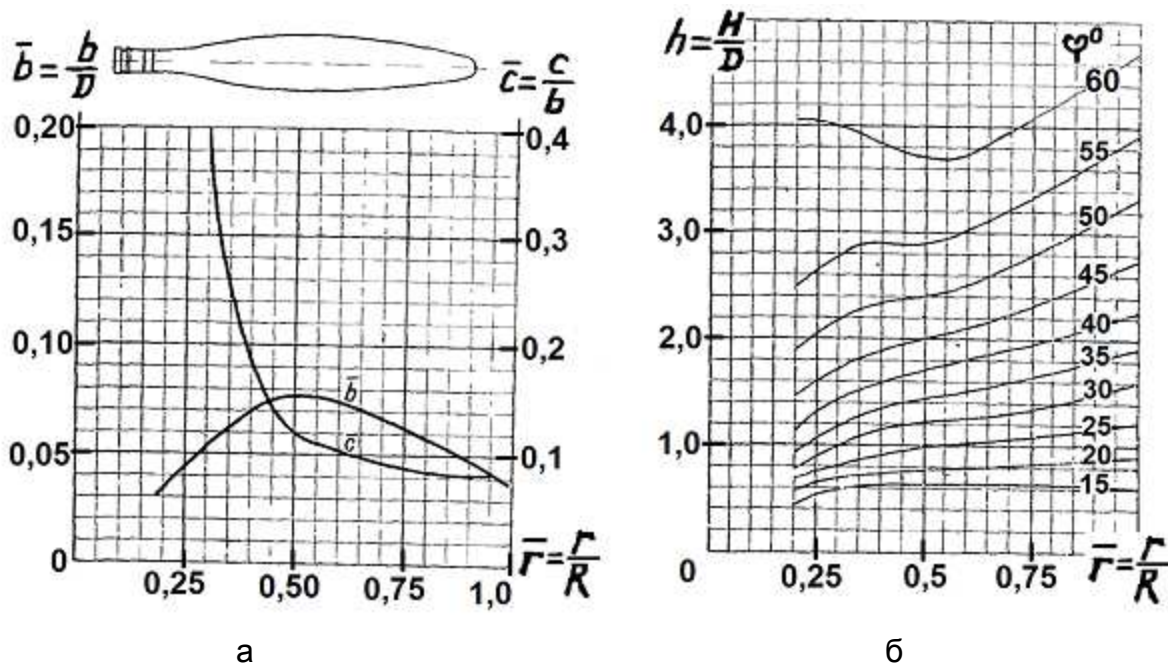 b̄ = b/D
c̄ = c/b
0,20
0,15
0,10
0,05
0
0,4
0,3
0,2
0,1
b̄
c̄
0,25 0,50 0,75 1,0
r̄ = r/R
а
h = H/D
φ⁰
60
55
50
45
40
35
30
25
20
15
4,0
3,0
2,0
1,0
0
0,25 0,5 0,75
r̄ = r/R
б